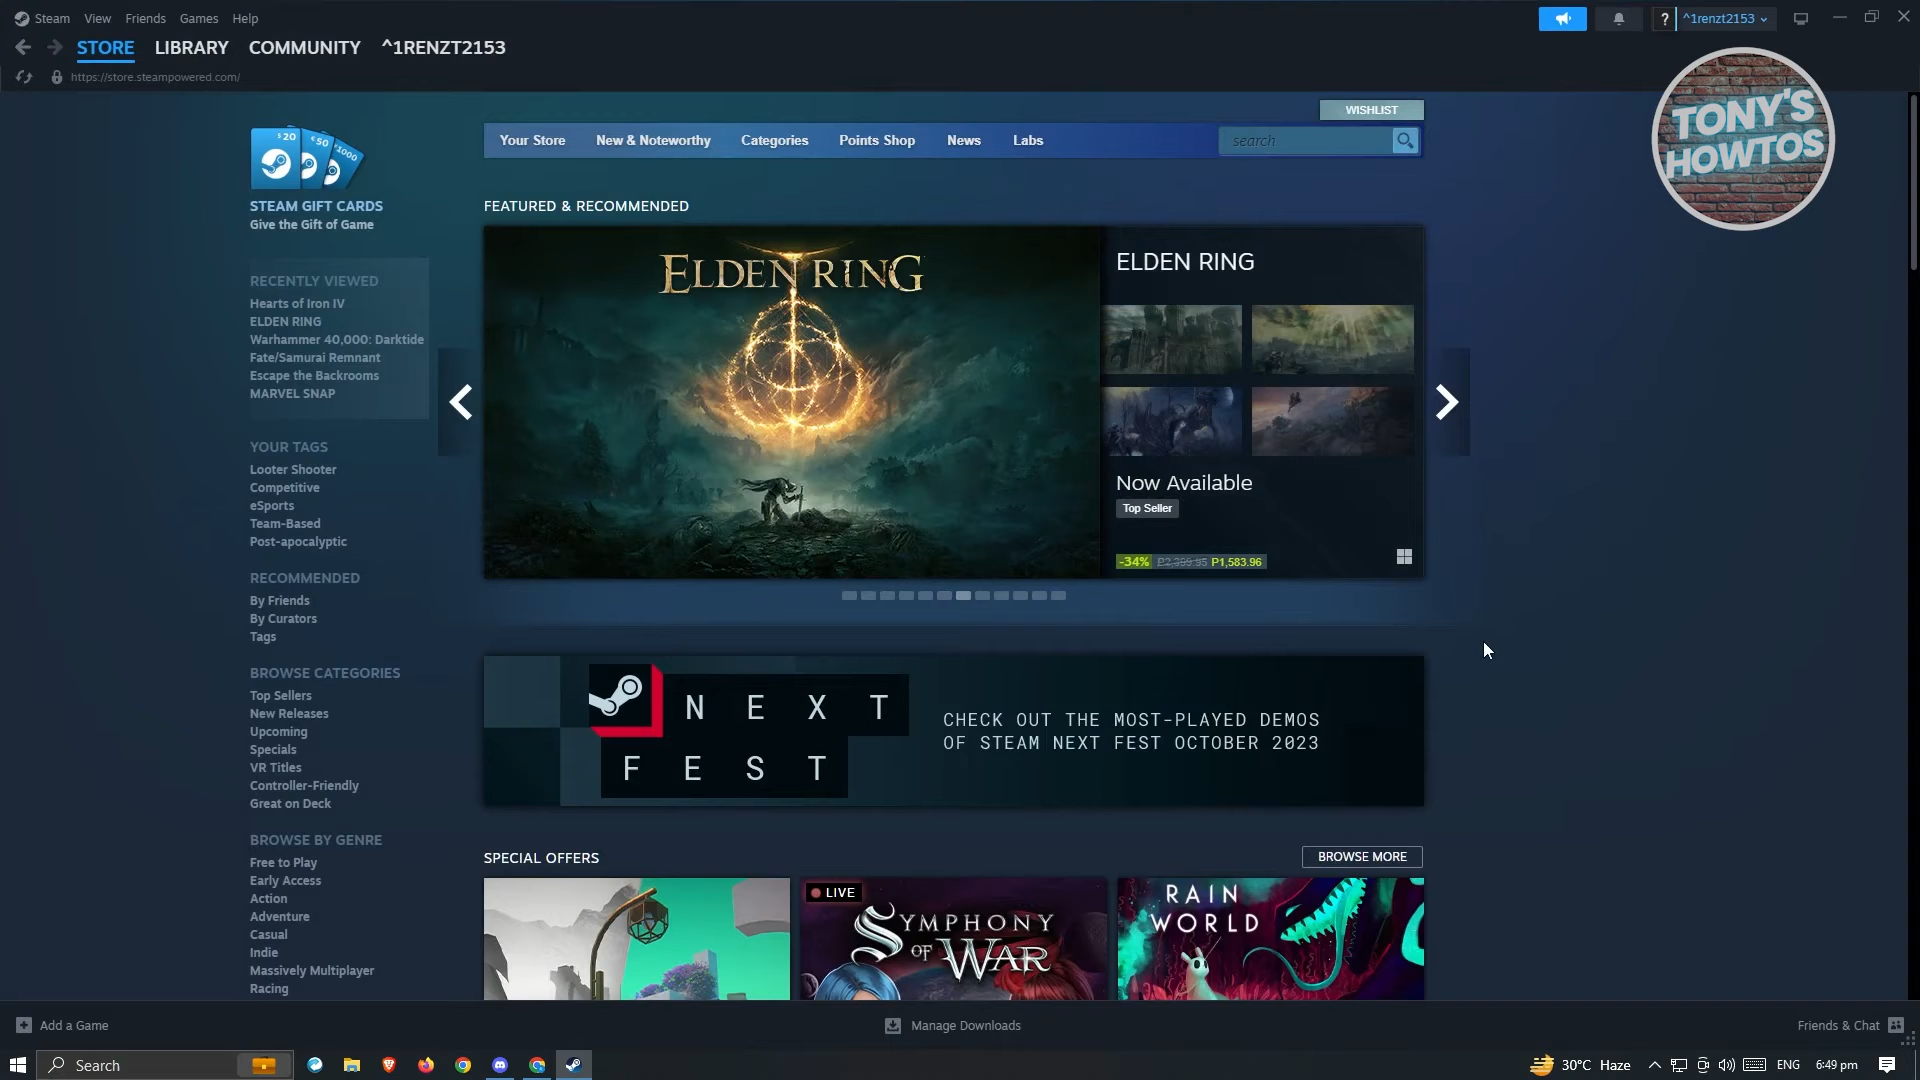 Steam View Friends Games Help
^1renzt2153
STORE LIBRARY COMMUNITY ^1RENZT2153
https://store.steampowered.com/
TONY'S
HOWTOS
WISHLIST
Your Store New & Noteworthy Categories Points Shop News Labs
search
$20 €50 ¥1000
STEAM GIFT CARDS
Give the Gift of Game
RECENTLY VIEWED
Hearts of Iron IV
ELDEN RING
Warhammer 40,000: Darktide
Fate/Samurai Remnant
Escape the Backrooms
MARVEL SNAP
YOUR TAGS
Looter Shooter
Competitive
eSports
Team-Based
Post-apocalyptic
RECOMMENDED
By Friends
By Curators
Tags
BROWSE CATEGORIES
Top Sellers
New Releases
Upcoming
Specials
VR Titles
Controller-Friendly
Great on Deck
BROWSE BY GENRE
Free to Play
Early Access
Action
Adventure
Casual
Indie
Massively Multiplayer
Racing
FEATURED & RECOMMENDED
ELDEN RING
ELDEN RING
Now Available
Top Seller
-34% P2,399.95 P1,583.96
NEXT
FEST
CHECK OUT THE MOST-PLAYED DEMOS
OF STEAM NEXT FEST OCTOBER 2023
SPECIAL OFFERS
BROWSE MORE
LIVE
SYMPHONY
OF WAR
RAIN
WORLD
Add a Game
Manage Downloads
Friends & Chat
Search
30°C Haze
ENG
6:49 pm